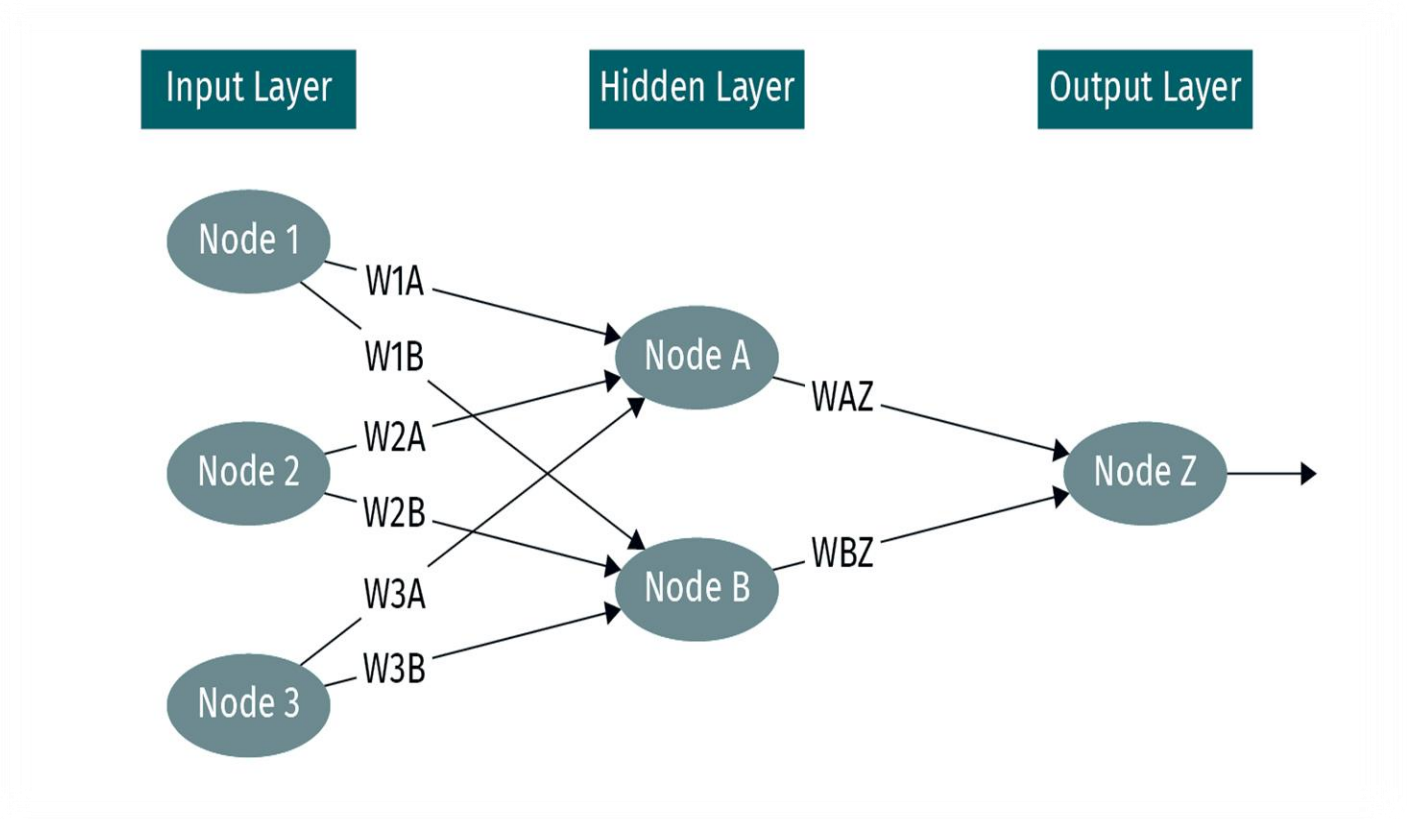 Input Layer
Hidden Layer
Output Layer
Node 1
W1A
W1B
Node A
WAZ
W2A
Node 2
Node Z
W2B
WBZ
Node B
W3A
W3B
Node 3